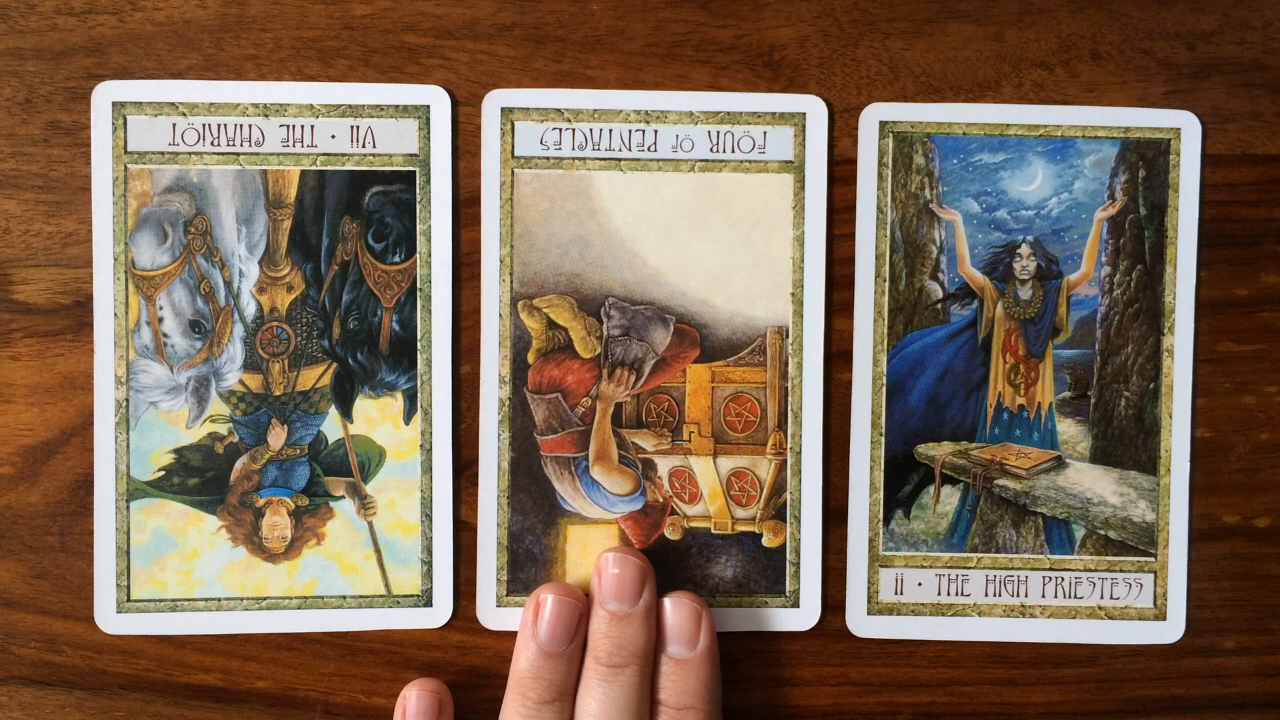 VII · THE CHARIOT
FOUR OF PENTACLES
II · THE HIGH PRIESTESS